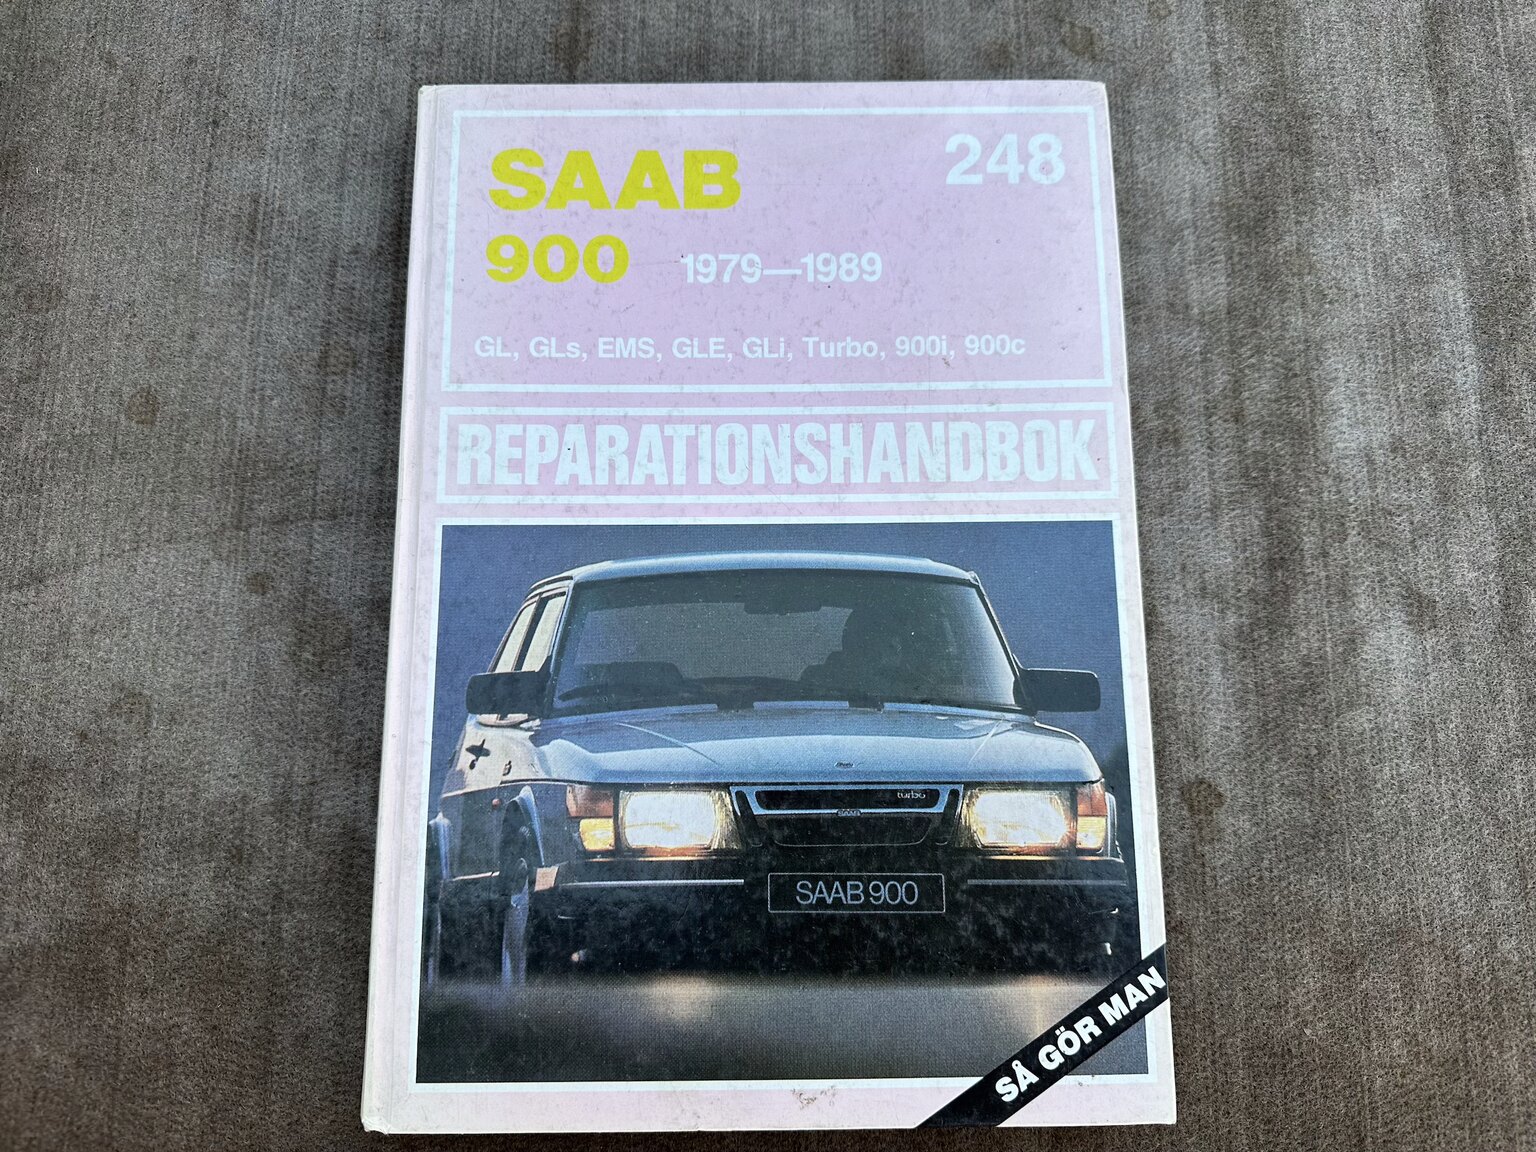 SAAB
248
900 1979—1989
GL, GLs, EMS, GLE, GLi, Turbo, 900i, 900c
REPARATIONSHANDBOK
turbo
SAAB
SAAB 900
SÅ GÖR MAN